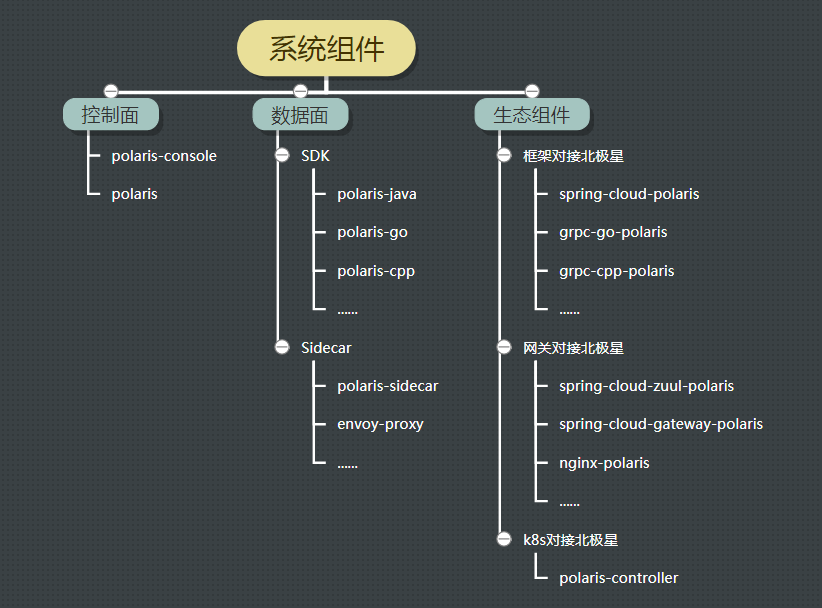 系统组件
控制面
polaris-console
polaris
数据面
SDK
polaris-java
polaris-go
polaris-cpp
......
Sidecar
polaris-sidecar
envoy-proxy
......
生态组件
框架对接北极星
spring-cloud-polaris
grpc-go-polaris
grpc-cpp-polaris
......
网关对接北极星
spring-cloud-zuul-polaris
spring-cloud-gateway-polaris
nginx-polaris
......
k8s对接北极星
polaris-controller